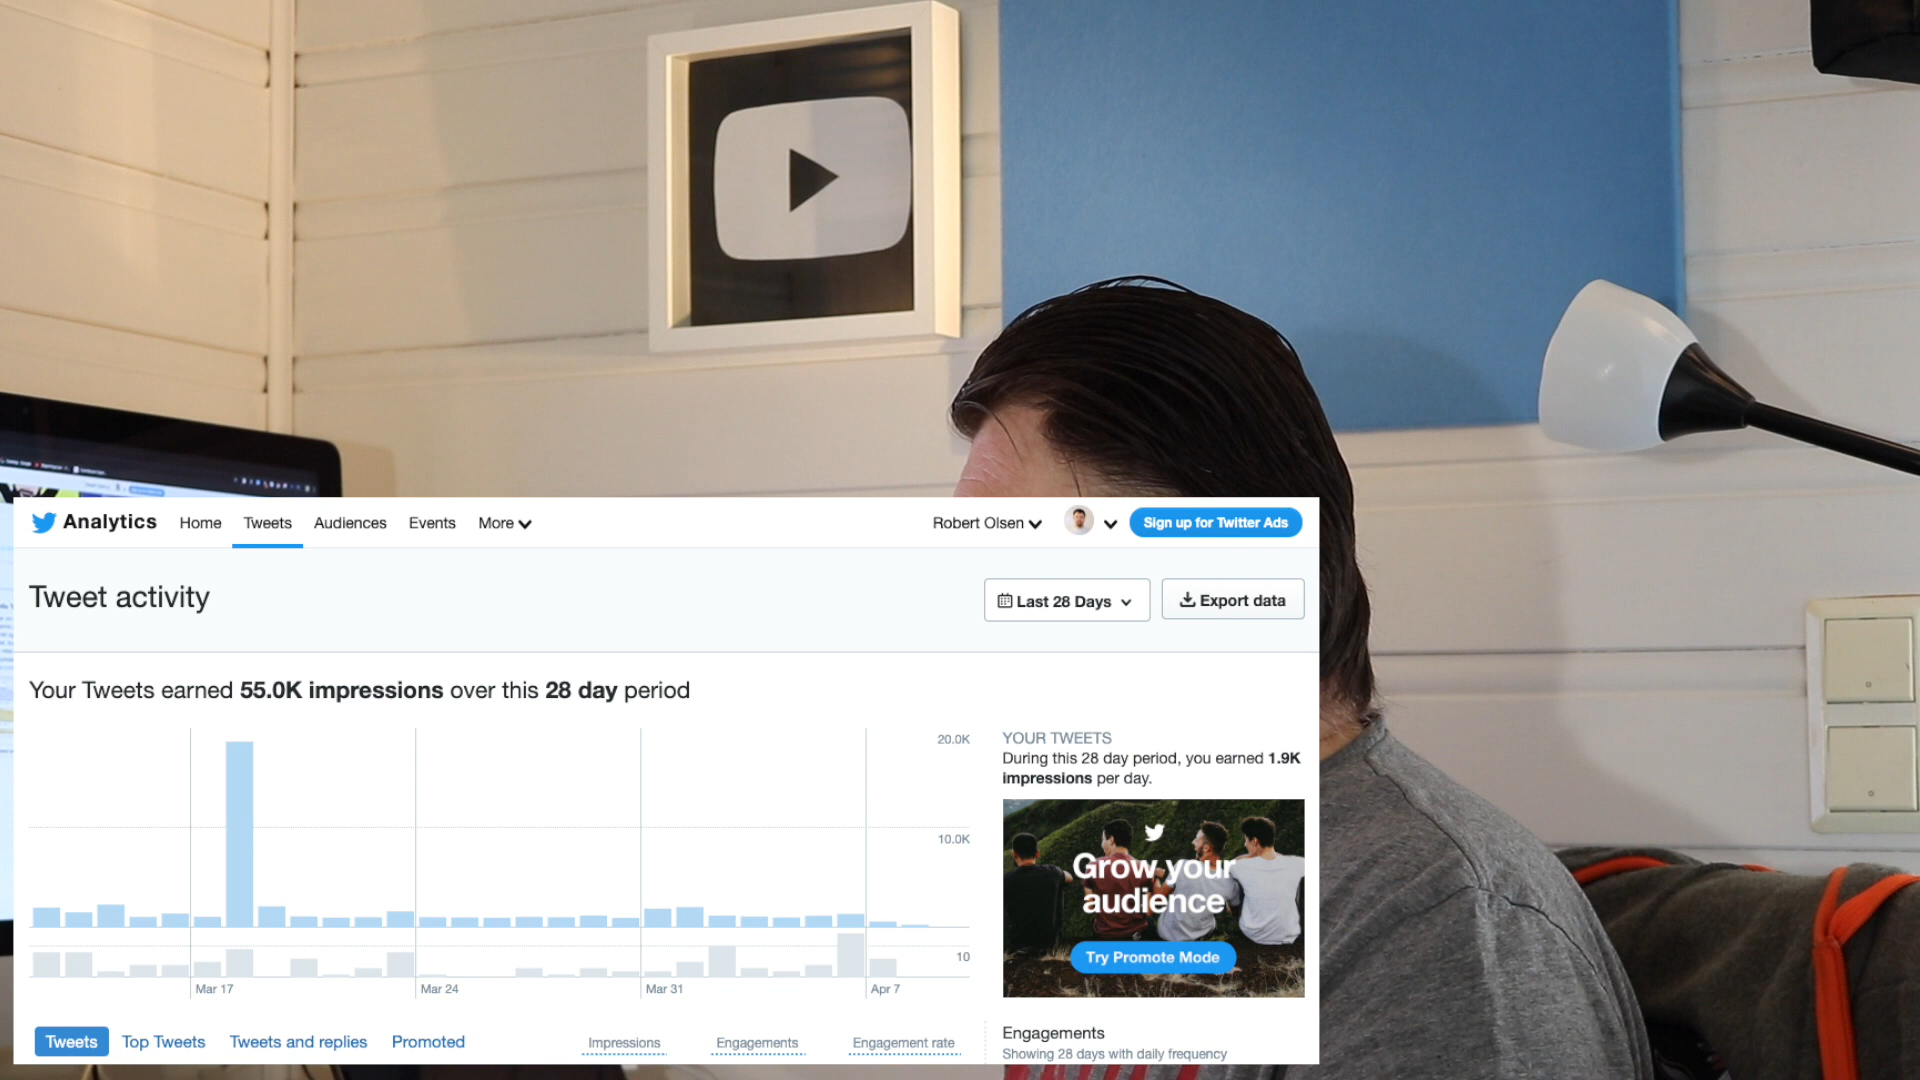 Analytics Home Tweets Audiences Events More Robert Olsen Sign up for Twitter Ads
Tweet activity
Last 28 Days Export data
Your Tweets earned 55.0K impressions over this 28 day period
20.0K
10.0K
10
Mar 17 Mar 24 Mar 31 Apr 7
YOUR TWEETS
During this 28 day period, you earned 1.9K
impressions per day.
Grow your
audience
Try Promote Mode
Tweets Top Tweets Tweets and replies Promoted Impressions Engagements Engagement rate
Engagements
Showing 28 days with daily frequency